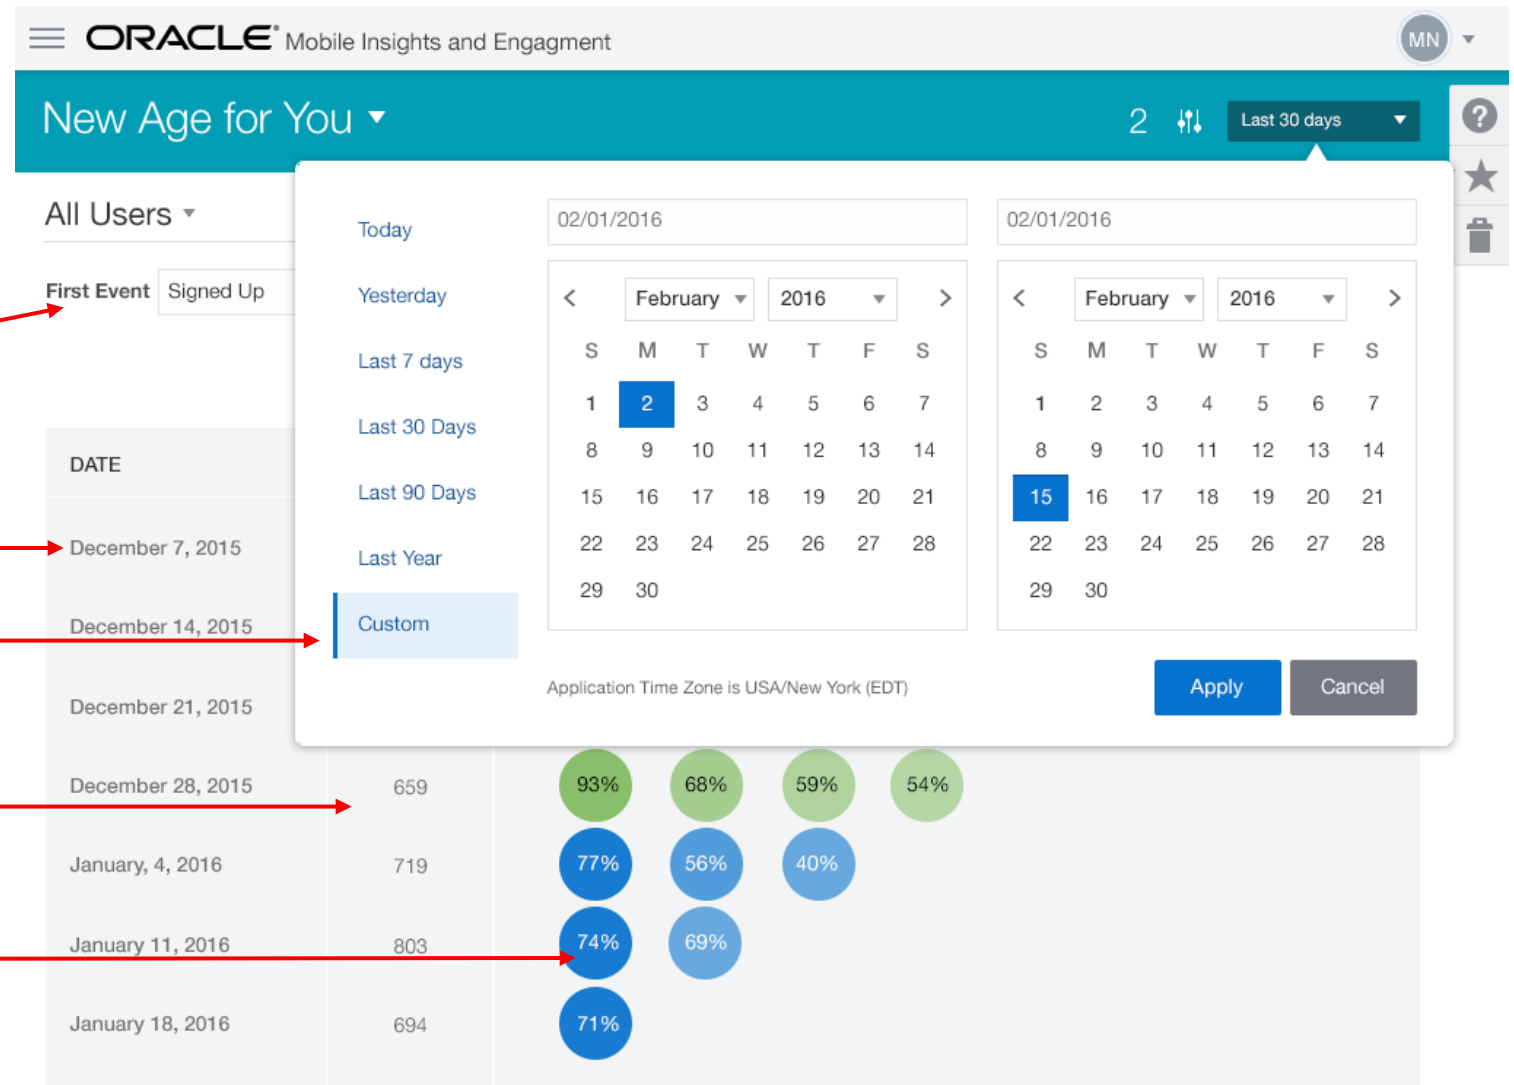 ORACLE® Mobile Insights and Engagment
MN
New Age for You
2
Last 30 days
?
All Users
First Event Signed Up
Today
Yesterday
Last 7 days
Last 30 Days
Last 90 Days
Last Year
Custom
02/01/2016
February 2016
S M T W T F S
1 2 3 4 5 6 7
8 9 10 11 12 13 14
15 16 17 18 19 20 21
22 23 24 25 26 27 28
29 30
02/01/2016
February 2016
S M T W T F S
1 2 3 4 5 6 7
8 9 10 11 12 13 14
15 16 17 18 19 20 21
22 23 24 25 26 27 28
29 30
Application Time Zone is USA/New York (EDT)
Apply
Cancel
DATE
December 7, 2015
December 14, 2015
December 21, 2015
December 28, 2015 659 93% 68% 59% 54%
January, 4, 2016 719 77% 56% 40%
January 11, 2016 803 74% 69%
January 18, 2016 694 71%